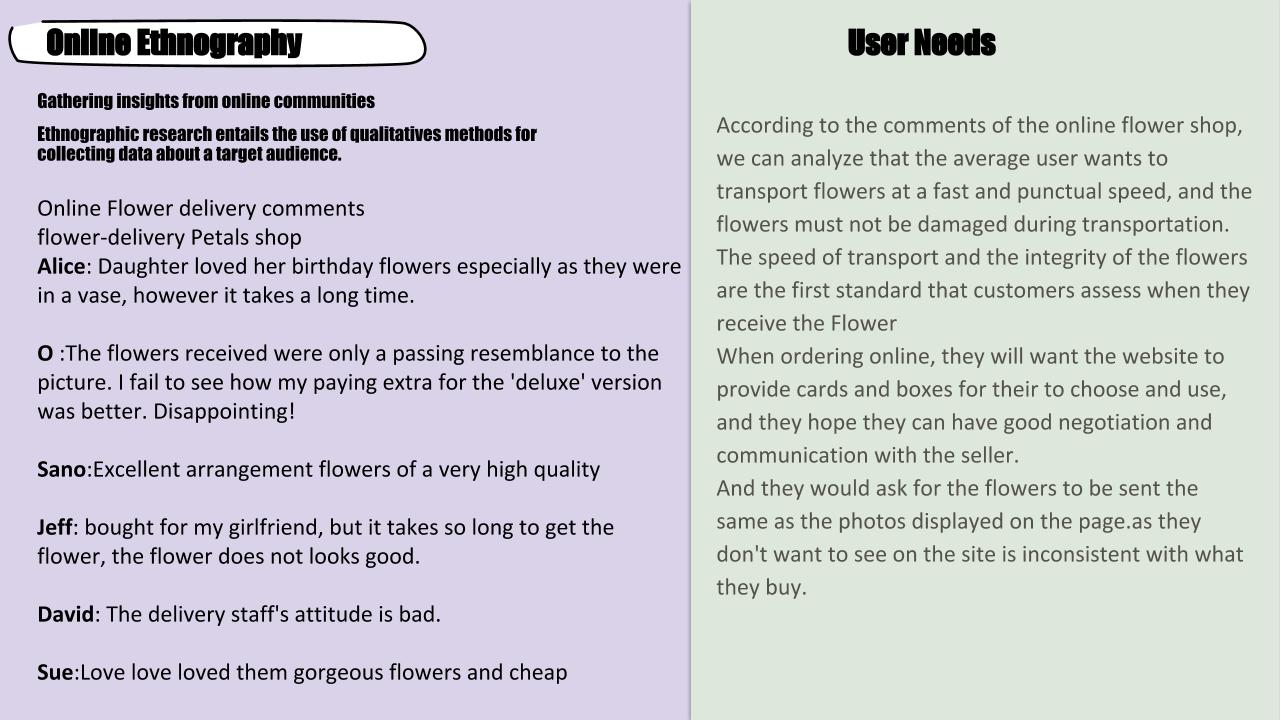 Online Ethnography
Gathering insights from online communities
Ethnographic research entails the use of qualitatives methods for
collecting data about a target audience.
Online Flower delivery comments
flower-delivery Petals shop
Alice: Daughter loved her birthday flowers especially as they were
in a vase, however it takes a long time.
O :The flowers received were only a passing resemblance to the
picture. I fail to see how my paying extra for the 'deluxe' version
was better. Disappointing!
Sano:Excellent arrangement flowers of a very high quality
Jeff: bought for my girlfriend, but it takes so long to get the
flower, the flower does not looks good.
David: The delivery staff's attitude is bad.
Sue:Love love loved them gorgeous flowers and cheap
User Needs
According to the comments of the online flower shop,
we can analyze that the average user wants to
transport flowers at a fast and punctual speed, and the
flowers must not be damaged during transportation.
The speed of transport and the integrity of the flowers
are the first standard that customers assess when they
receive the Flower
When ordering online, they will want the website to
provide cards and boxes for their to choose and use,
and they hope they can have good negotiation and
communication with the seller.
And they would ask for the flowers to be sent the
same as the photos displayed on the page.as they
don't want to see on the site is inconsistent with what
they buy.